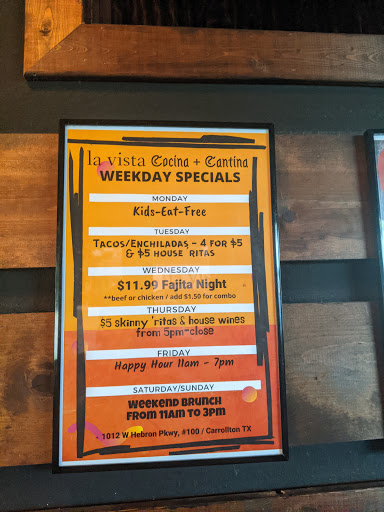 la vista Cocina + Cantina
WEEKDAY SPECIALS
MONDAY
Kids-Eat-Free
TUESDAY
TACOS/ENCHILADAS - 4 FOR $5
& $5 HOUSE RITAS
WEDNESDAY
$11.99 Fajita Night
**beef or chicken / add $1.50 for combo
THURSDAY
$5 skinny 'ritas & house wines
from 5pm-close
FRIDAY
Happy Hour 11am - 7pm
SATURDAY/SUNDAY
WEEKEND BRUNCH
FROM 11AM TO 3PM
1012 W Hebron Pkwy, #100 / Carrollton TX